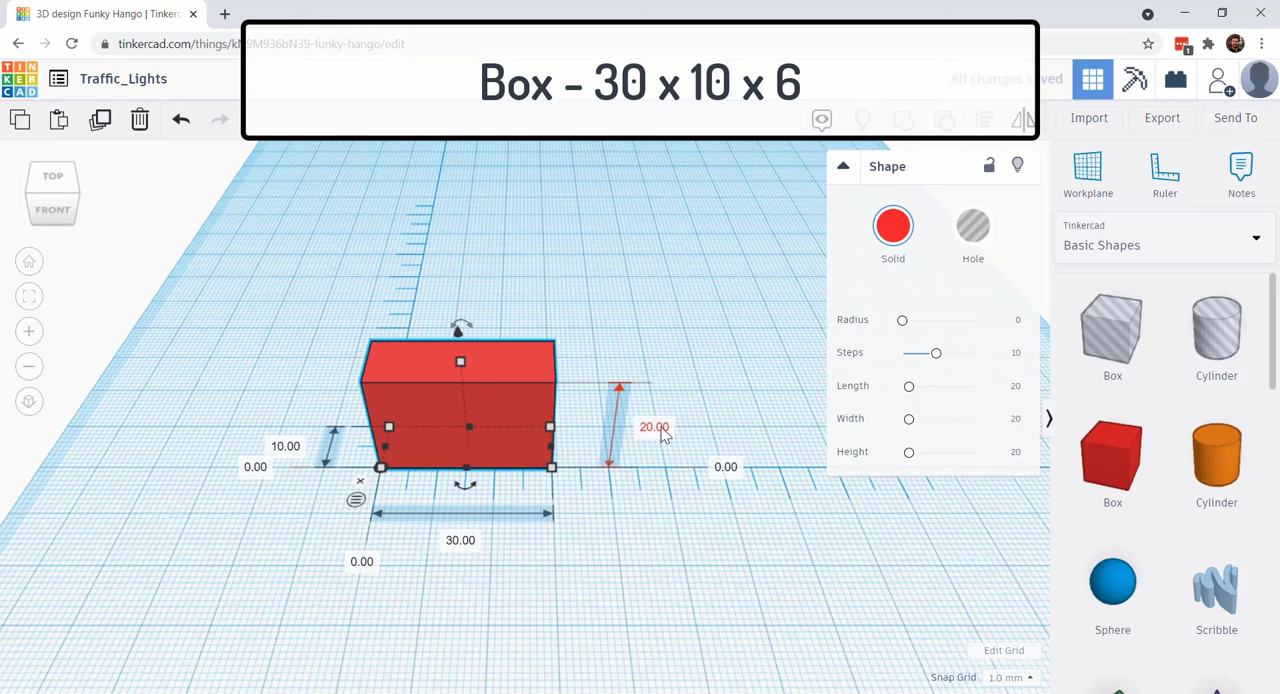 3D design Funky Hango | Tinkerc
tinkercad.com/things/kN9M936bN39-funky-hango/edit
Box - 30 x 10 x 6
TIN
KER
CAD
Traffic_Lights
All changes saved
Import
Export
Send To
TOP
FRONT
Shape
Solid
Hole
Workplane
Ruler
Notes
Tinkercad
Basic Shapes
Radius
0
Steps
10
Length
20
Width
20
Height
20
Box
Cylinder
20.00
10.00
0.00
0.00
30.00
0.00
Box
Cylinder
Sphere
Scribble
Edit Grid
Snap Grid
1.0 mm